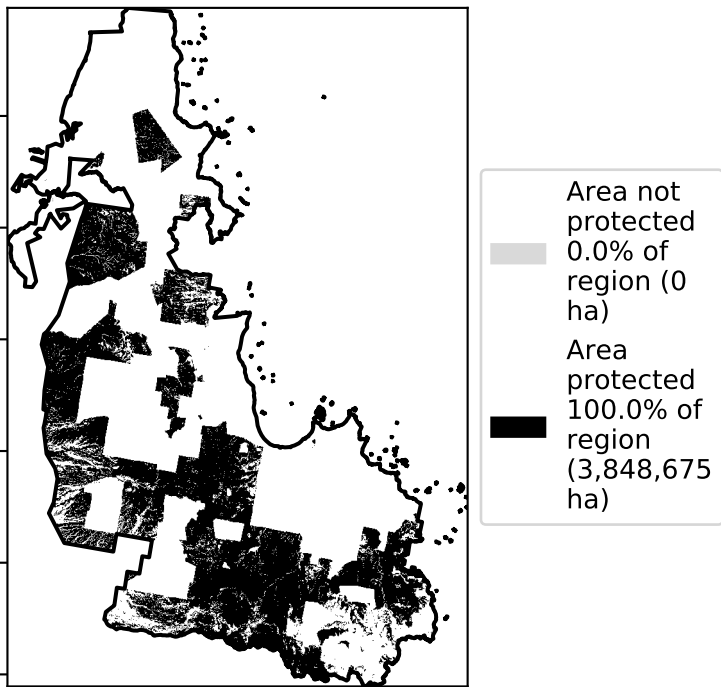 Area not
protected
0.0% of
region (0
ha)
Area
protected
100.0% of
region
(3,848,675
ha)